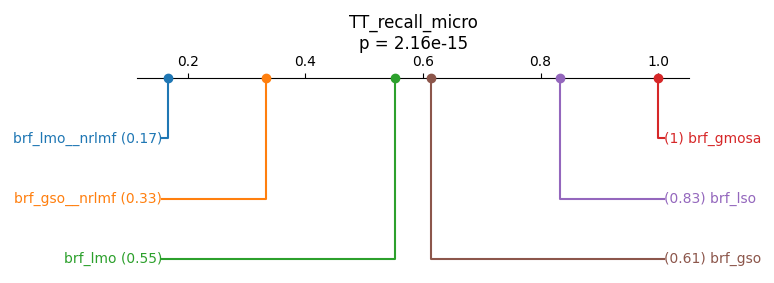 TT_recall_micro
p = 2.16e-15
0.2 0.4 0.6 0.8 1.0
brf_lmo__nrlmf (0.17) (1) brf_gmosa
brf_gso__nrlmf (0.33) (0.83) brf_lso
brf_lmo (0.55) (0.61) brf_gso